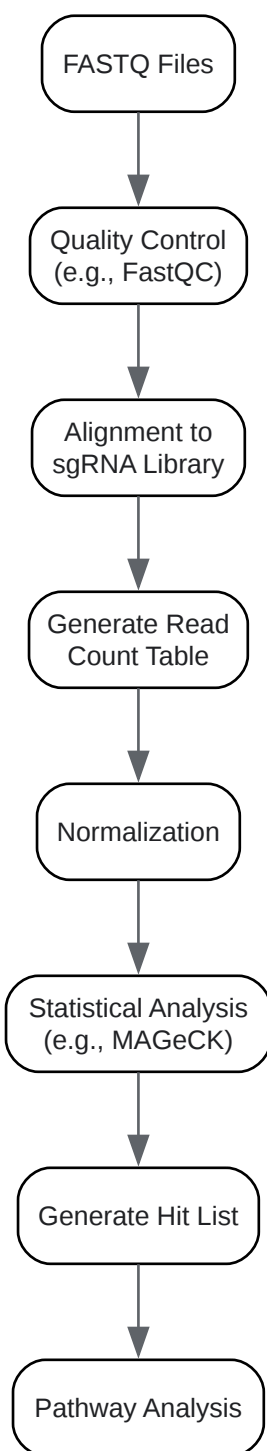 FASTQ Files
Quality Control
(e.g., FastQC)
Alignment to
sgRNA Library
Generate Read
Count Table
Normalization
Statistical Analysis
(e.g., MAGeCK)
Generate Hit List
Pathway Analysis